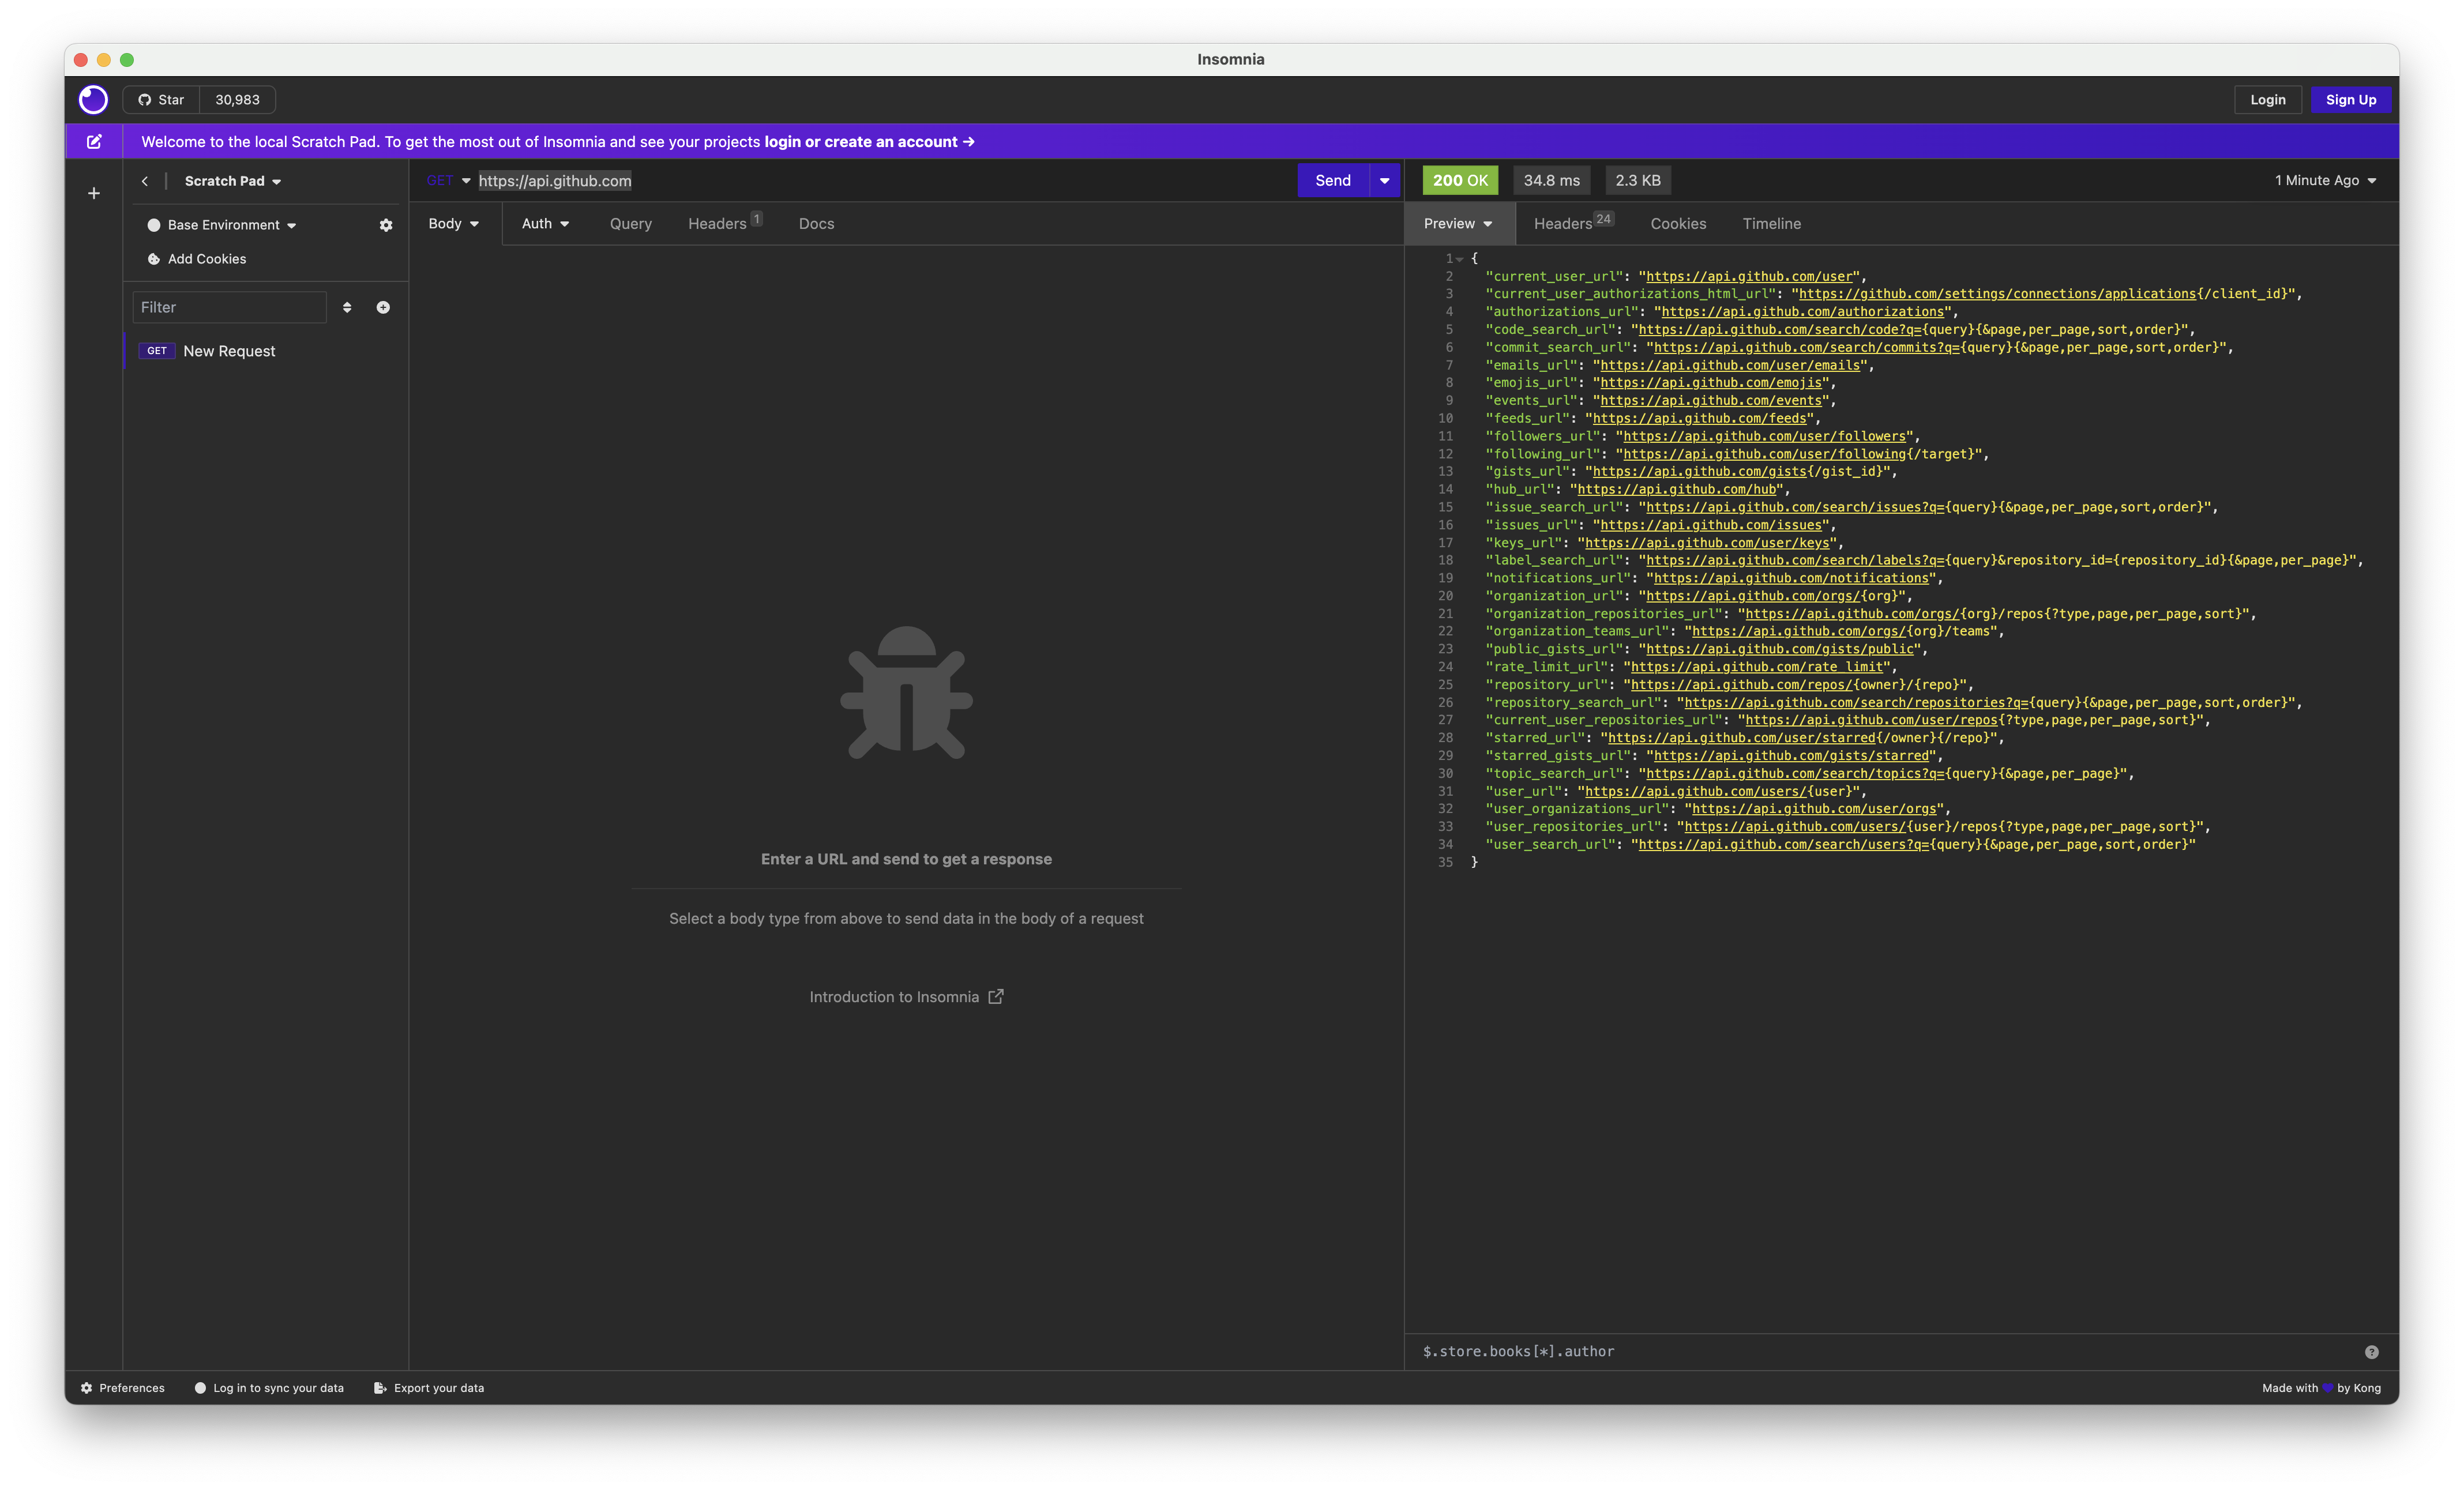 Insomnia
Star 30,983
Login Sign Up
Welcome to the local Scratch Pad. To get the most out of Insomnia and see your projects login or create an account →
Scratch Pad
Base Environment
Add Cookies
Filter
GET New Request
GET https://api.github.com Send
Body Auth Query Headers 1 Docs
Enter a URL and send to get a response
Select a body type from above to send data in the body of a request
Introduction to Insomnia
200 OK 34.8 ms 2.3 KB 1 Minute Ago
Preview Headers 24 Cookies Timeline
1 {
2 "current_user_url": "https://api.github.com/user",
3 "current_user_authorizations_html_url": "https://github.com/settings/connections/applications{/client_id}",
4 "authorizations_url": "https://api.github.com/authorizations",
5 "code_search_url": "https://api.github.com/search/code?q={query}{&page,per_page,sort,order}",
6 "commit_search_url": "https://api.github.com/search/commits?q={query}{&page,per_page,sort,order}",
7 "emails_url": "https://api.github.com/user/emails",
8 "emojis_url": "https://api.github.com/emojis",
9 "events_url": "https://api.github.com/events",
10 "feeds_url": "https://api.github.com/feeds",
11 "followers_url": "https://api.github.com/user/followers",
12 "following_url": "https://api.github.com/user/following{/target}",
13 "gists_url": "https://api.github.com/gists{/gist_id}",
14 "hub_url": "https://api.github.com/hub",
15 "issue_search_url": "https://api.github.com/search/issues?q={query}{&page,per_page,sort,order}",
16 "issues_url": "https://api.github.com/issues",
17 "keys_url": "https://api.github.com/user/keys",
18 "label_search_url": "https://api.github.com/search/labels?q={query}&repository_id={repository_id}{&page,per_page}",
19 "notifications_url": "https://api.github.com/notifications",
20 "organization_url": "https://api.github.com/orgs/{org}",
21 "organization_repositories_url": "https://api.github.com/orgs/{org}/repos{?type,page,per_page,sort}",
22 "organization_teams_url": "https://api.github.com/orgs/{org}/teams",
23 "public_gists_url": "https://api.github.com/gists/public",
24 "rate_limit_url": "https://api.github.com/rate_limit",
25 "repository_url": "https://api.github.com/repos/{owner}/{repo}",
26 "repository_search_url": "https://api.github.com/search/repositories?q={query}{&page,per_page,sort,order}",
27 "current_user_repositories_url": "https://api.github.com/user/repos{?type,page,per_page,sort}",
28 "starred_url": "https://api.github.com/user/starred{/owner}{/repo}",
29 "starred_gists_url": "https://api.github.com/gists/starred",
30 "topic_search_url": "https://api.github.com/search/topics?q={query}{&page,per_page}",
31 "user_url": "https://api.github.com/users/{user}",
32 "user_organizations_url": "https://api.github.com/user/orgs",
33 "user_repositories_url": "https://api.github.com/users/{user}/repos{?type,page,per_page,sort}",
34 "user_search_url": "https://api.github.com/search/users?q={query}{&page,per_page,sort,order}"
35 }
$.store.books[*].author
Preferences Log in to sync your data Export your data Made with 💜 by Kong